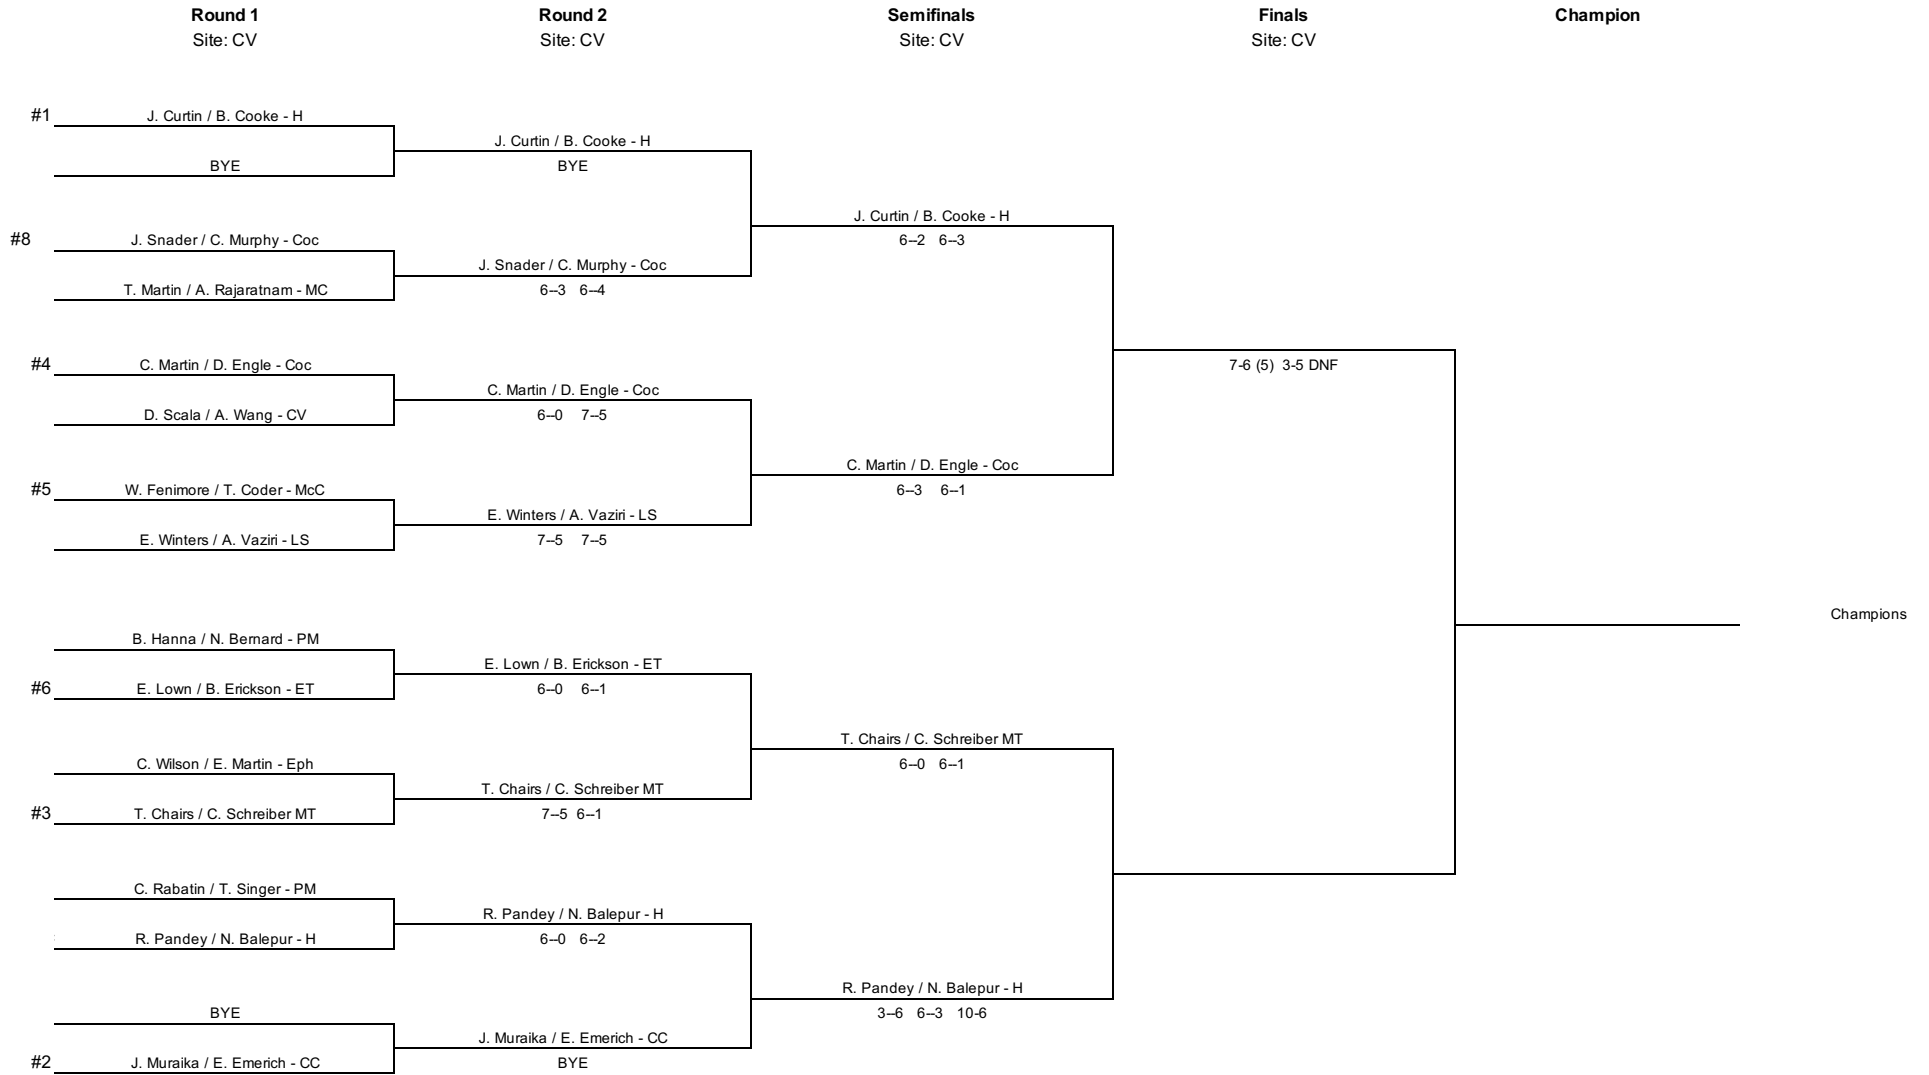 Round 1
Site: CV
Round 2
Site: CV
Semifinals
Site: CV
Finals
Site: CV
Champion
#1
J. Curtin / B. Cooke - H
BYE
#8
J. Snader / C. Murphy - Coc
T. Martin / A. Rajaratnam - MC
#4
C. Martin / D. Engle - Coc
D. Scala / A. Wang - CV
#5
W. Fenimore / T. Coder - McC
E. Winters / A. Vaziri - LS
B. Hanna / N. Bernard - PM
#6
E. Lown / B. Erickson - ET
C. Wilson / E. Martin - Eph
#3
T. Chairs / C. Schreiber MT
C. Rabatin / T. Singer - PM
R. Pandey / N. Balepur - H
BYE
#2
J. Muraika / E. Emerich - CC
J. Curtin / B. Cooke - H
BYE
J. Snader / C. Murphy - Coc
6--3 6--4
C. Martin / D. Engle - Coc
6--0 7--5
E. Winters / A. Vaziri - LS
7--5 7--5
E. Lown / B. Erickson - ET
6--0 6--1
T. Chairs / C. Schreiber MT
7--5 6--1
R. Pandey / N. Balepur - H
6--0 6--2
J. Muraika / E. Emerich - CC
BYE
J. Curtin / B. Cooke - H
6--2 6--3
C. Martin / D. Engle - Coc
6--3 6--1
T. Chairs / C. Schreiber MT
6--0 6--1
R. Pandey / N. Balepur - H
3--6 6--3 10-6
7-6 (5) 3-5 DNF
Champions